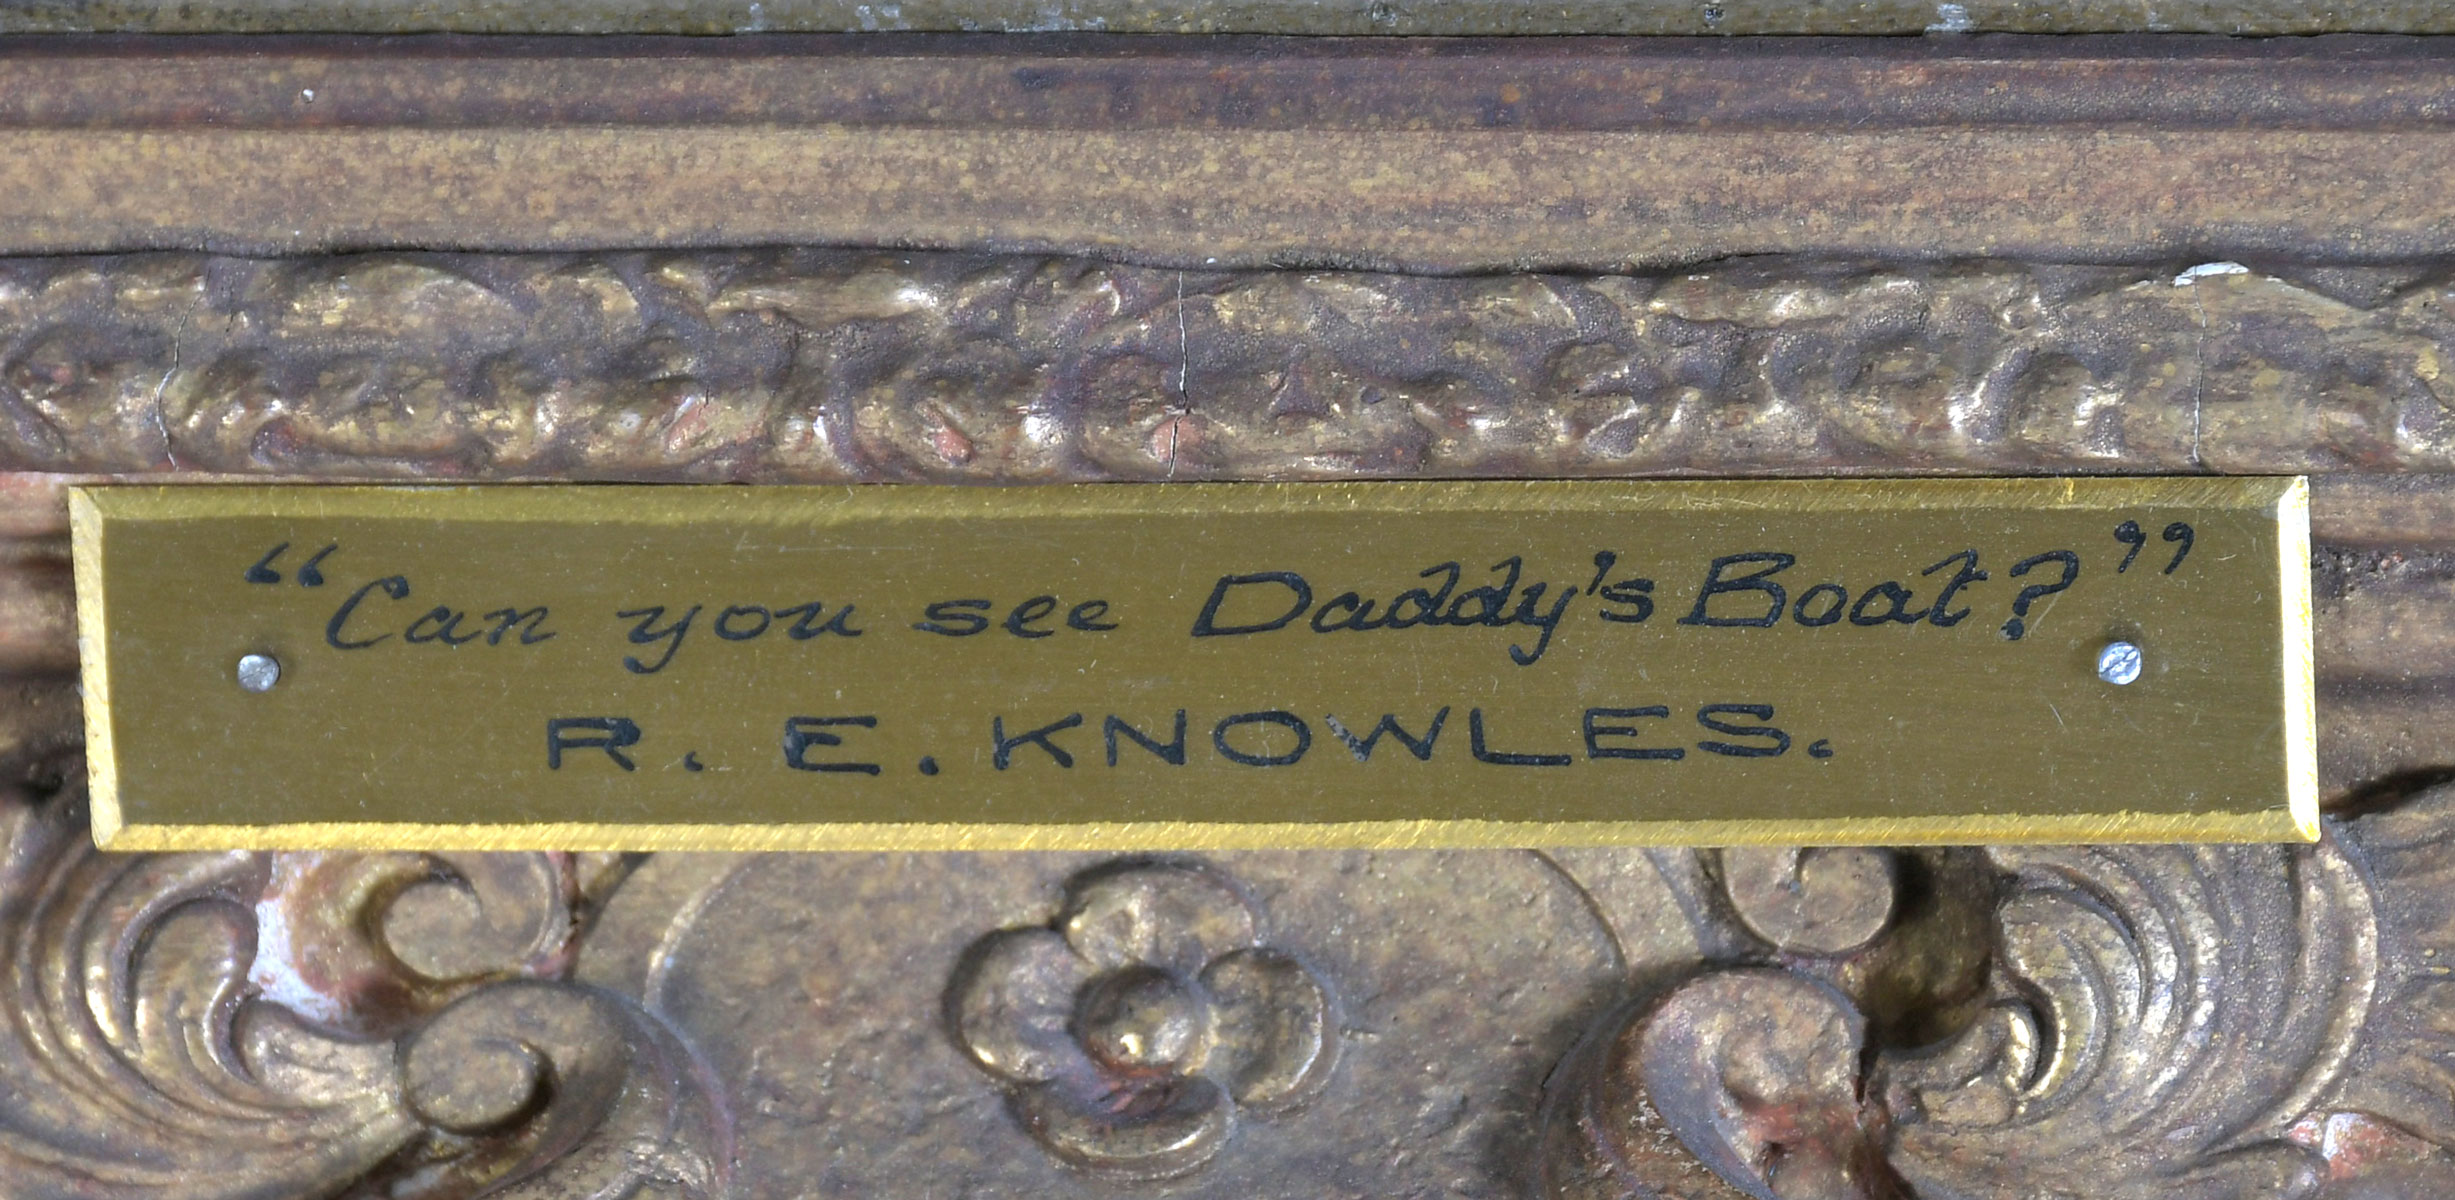 “Can you see Daddy's Boat?”
R. E. KNOWLES.